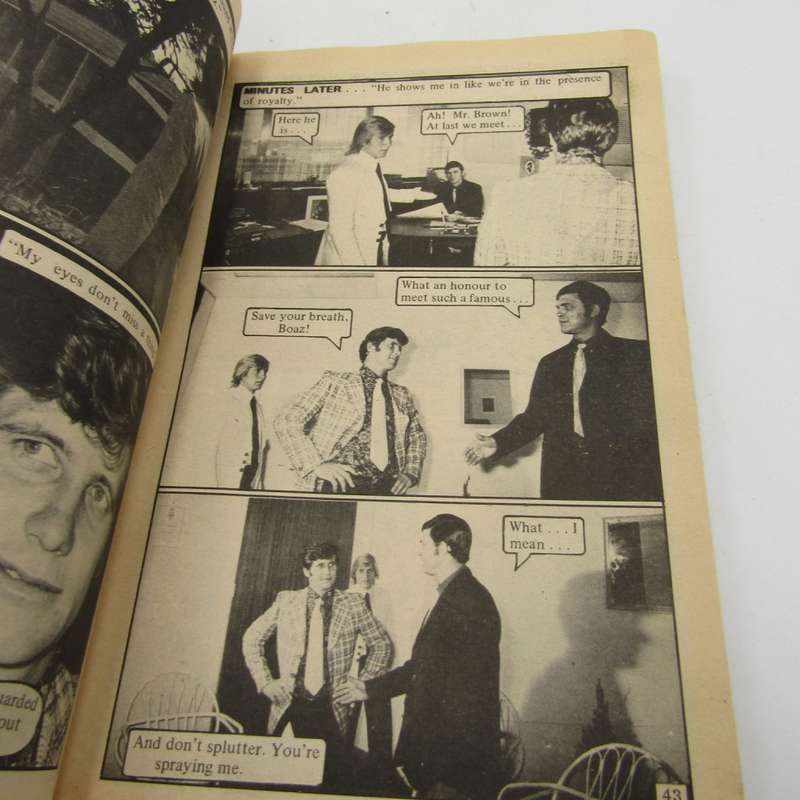 "My eyes don't miss a
out
MINUTES LATER . . . "He shows me in like we're in the presence
of royalty."
Here he
is . . .
Ah! Mr. Brown!
At last we meet . . .
What an honour to
meet such a famous . . .
Save your breath,
Boaz!
What . . . I
mean . . .
And don't splutter. You're
spraying me.
43